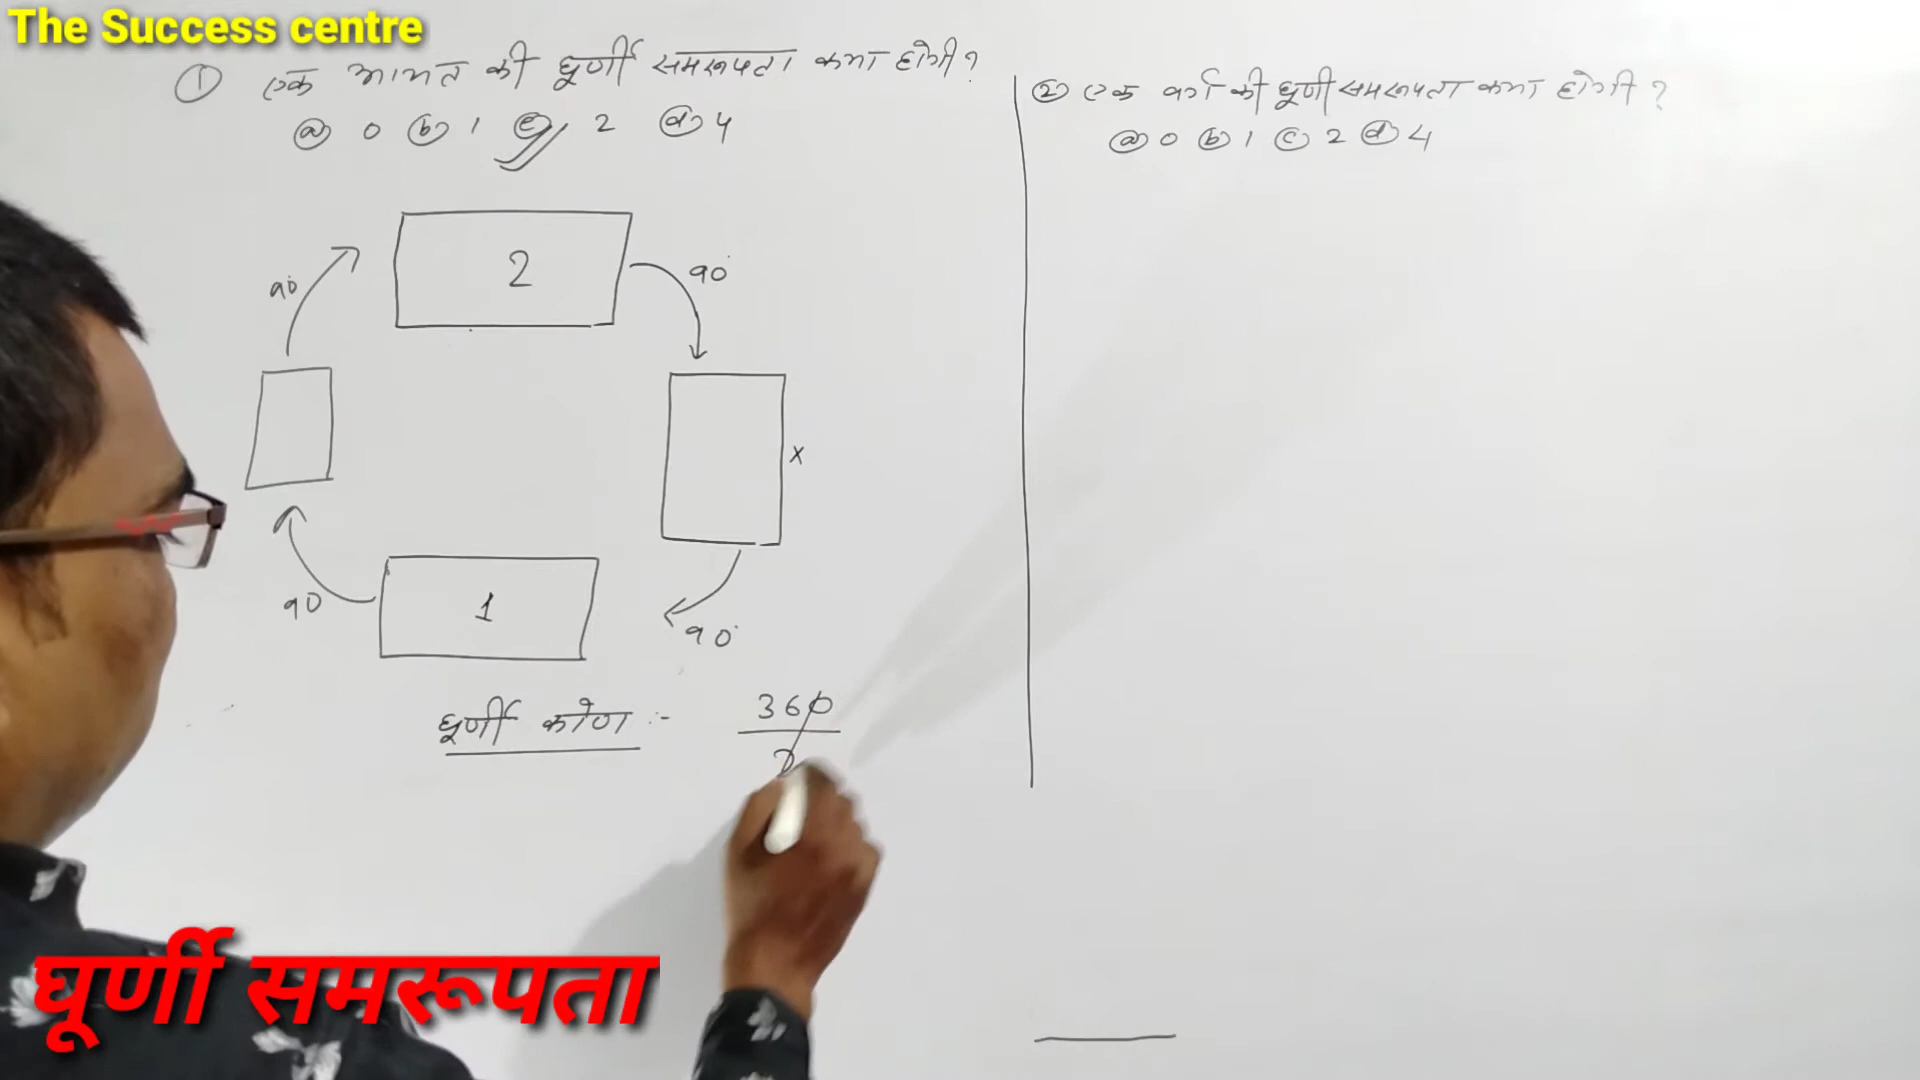 The Success centre
① एक आयत की घूर्णी समरूपता क्या होगी ?
ⓐ 0 ⓑ 1 ⓒ 2 ⓓ 4
② एक वर्ग की घूर्णी समरूपता क्या होगी ?
ⓐ 0 ⓑ 1 ⓒ 2 ⓓ 4
2
90°
90°
x
1
90
90°
घूर्णी कोण :-
360
2
घूर्णी समरूपता